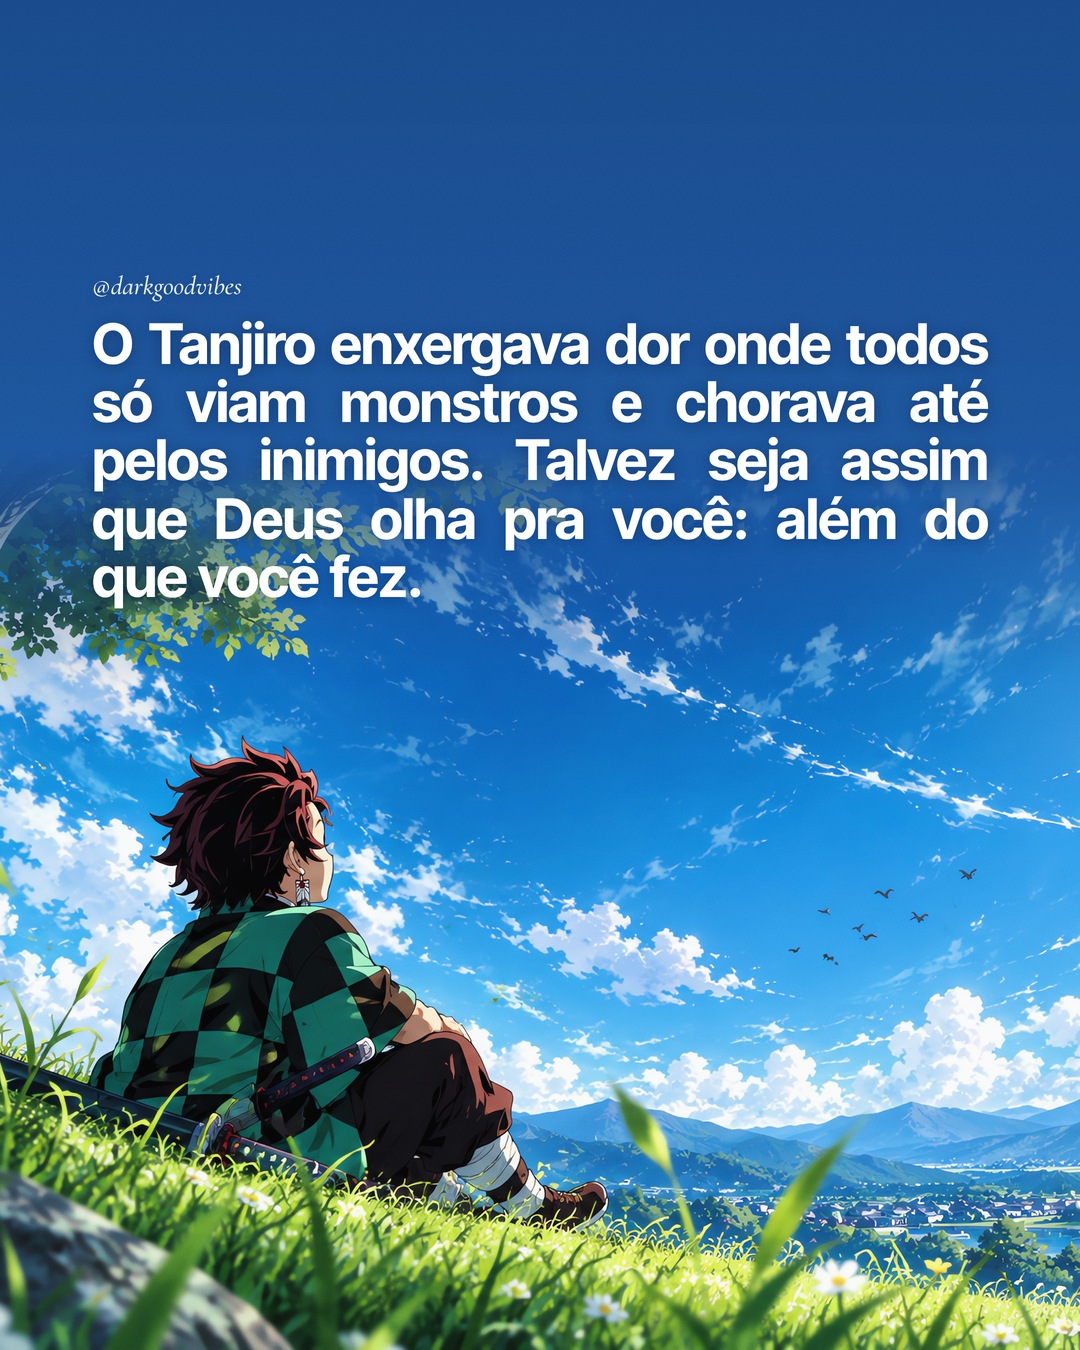 @darkgoodvibes
O Tanjiro enxergava dor onde todos
só viam monstros e chorava até
pelos inimigos. Talvez seja assim
que Deus olha pra você: além do
que você fez.